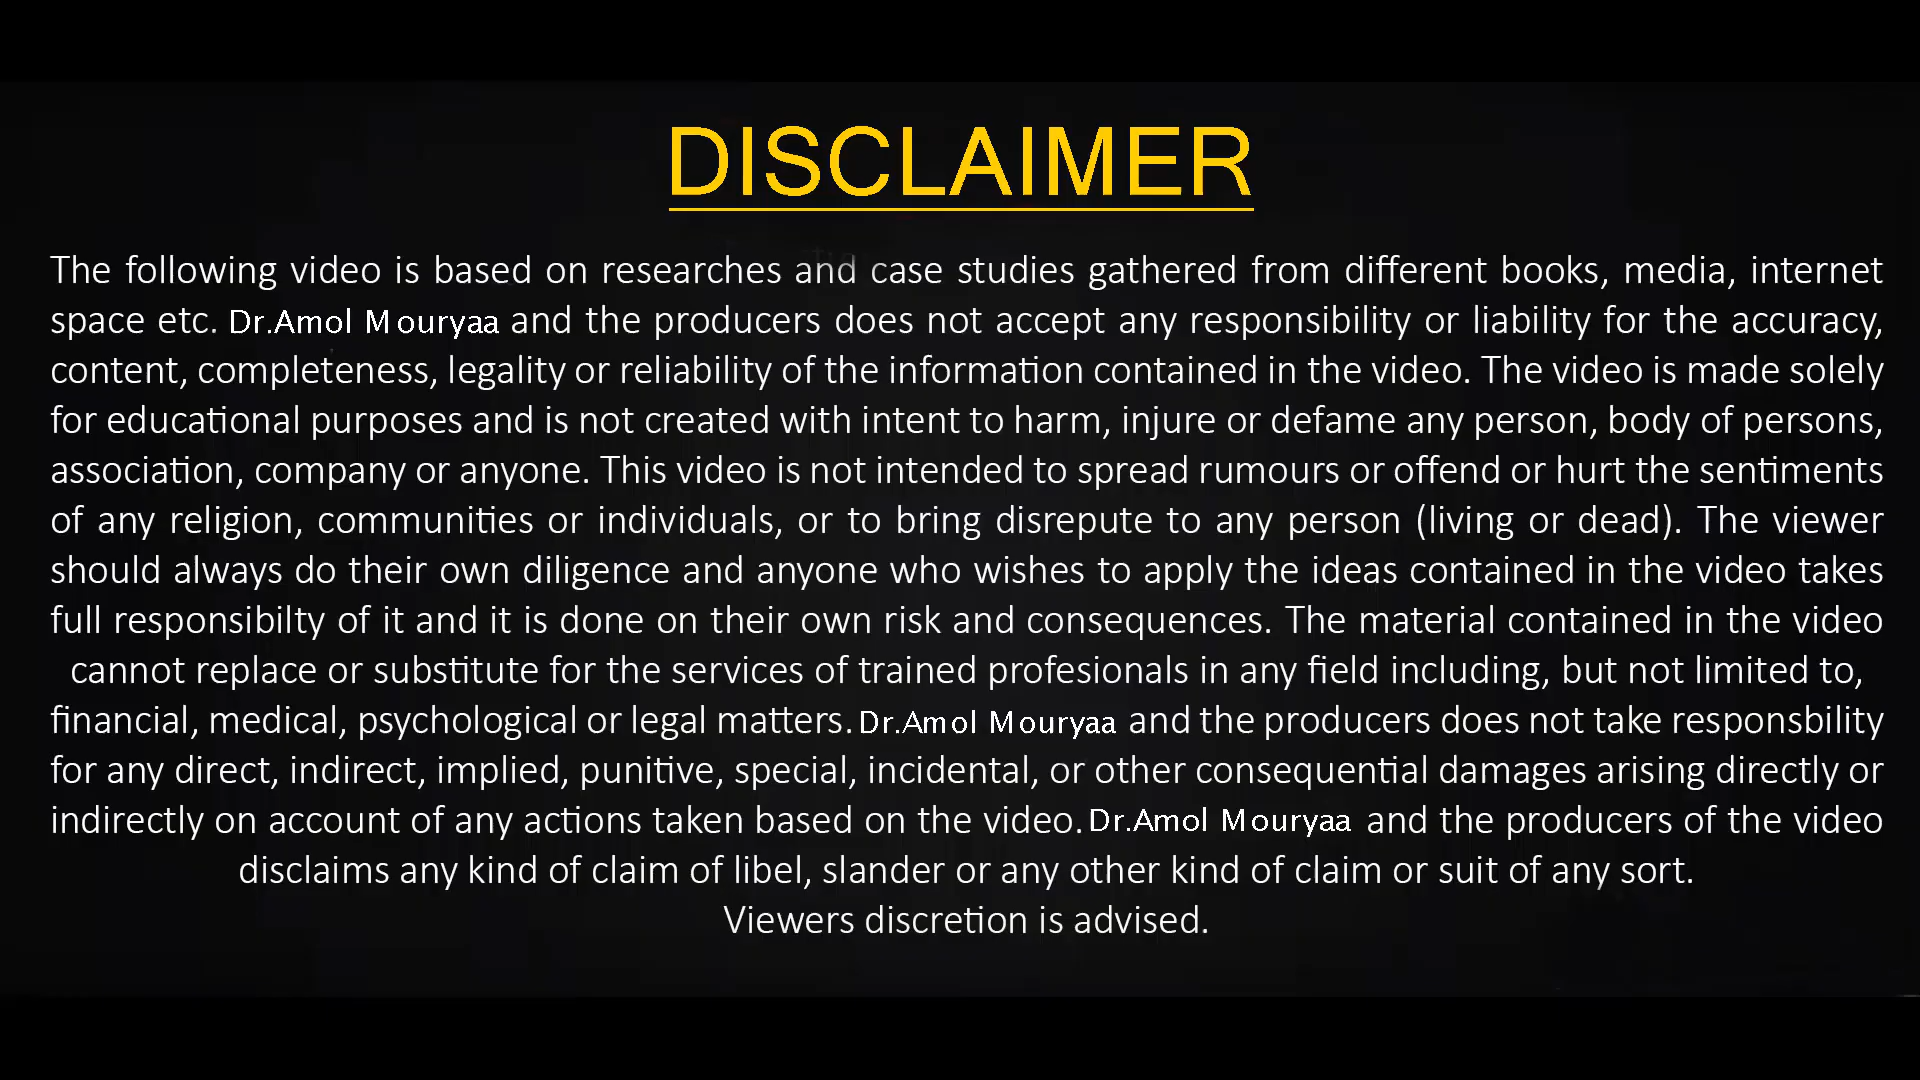 DISCLAIMER
The following video is based on researches and case studies gathered from different books, media, internet
space etc. Dr.Amol Mouryaa and the producers does not accept any responsibility or liability for the accuracy,
content, completeness, legality or reliability of the information contained in the video. The video is made solely
for educational purposes and is not created with intent to harm, injure or defame any person, body of persons,
association, company or anyone. This video is not intended to spread rumours or offend or hurt the sentiments
of any religion, communities or individuals, or to bring disrepute to any person (living or dead). The viewer
should always do their own diligence and anyone who wishes to apply the ideas contained in the video takes
full responsibilty of it and it is done on their own risk and consequences. The material contained in the video
cannot replace or substitute for the services of trained profesionals in any field including, but not limited to,
financial, medical, psychological or legal matters. Dr.Amol Mouryaa and the producers does not take responsbility
for any direct, indirect, implied, punitive, special, incidental, or other consequential damages arising directly or
indirectly on account of any actions taken based on the video. Dr.Amol Mouryaa and the producers of the video
disclaims any kind of claim of libel, slander or any other kind of claim or suit of any sort.
Viewers discretion is advised.